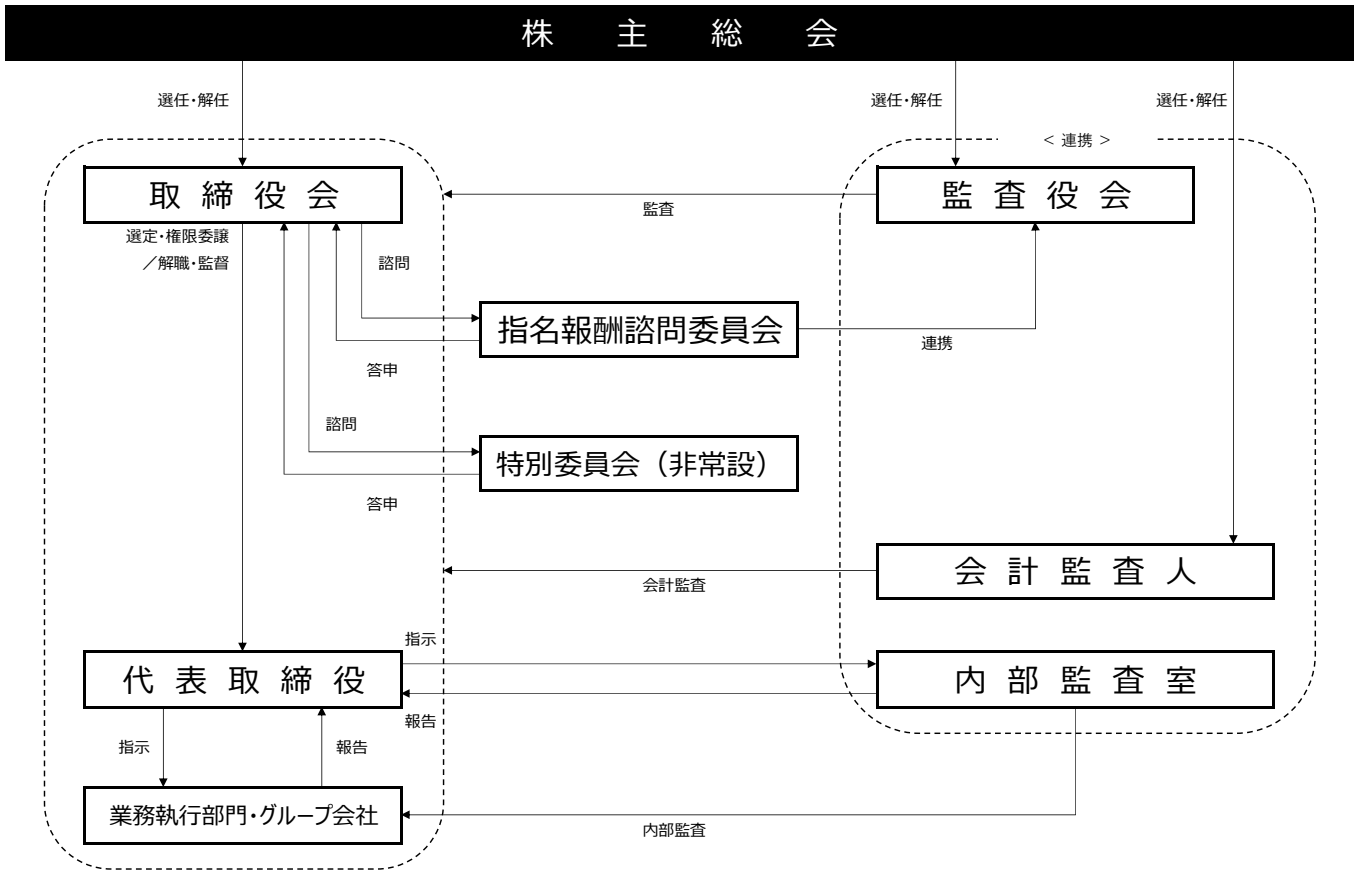 株主総会
選任・解任
選任・解任
選任・解任
< 連携 >
取締役会
監査
監査役会
選定・権限委譲
／解職・監督
諮問
指名報酬諮問委員会
連携
答申
諮問
特別委員会（非常設）
答申
会計監査
会計監査人
指示
代表取締役
内部監査室
報告
指示
報告
業務執行部門・グループ会社
内部監査